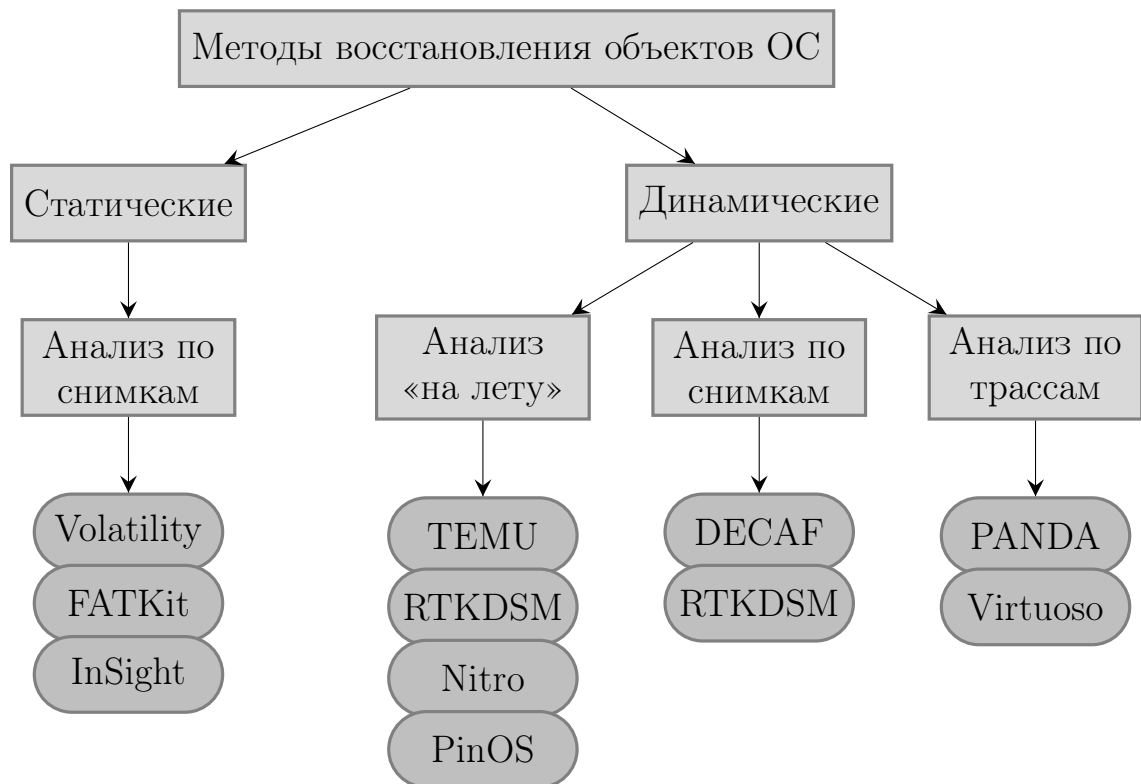 Методы восстановления объектов ОС
Статические
Динамические
Анализ по
снимкам
Анализ
«на лету»
Анализ по
снимкам
Анализ по
трассам
Volatility
FATKit
InSight
TEMU
RTKDSM
Nitro
PinOS
DECAF
RTKDSM
PANDA
Virtuoso